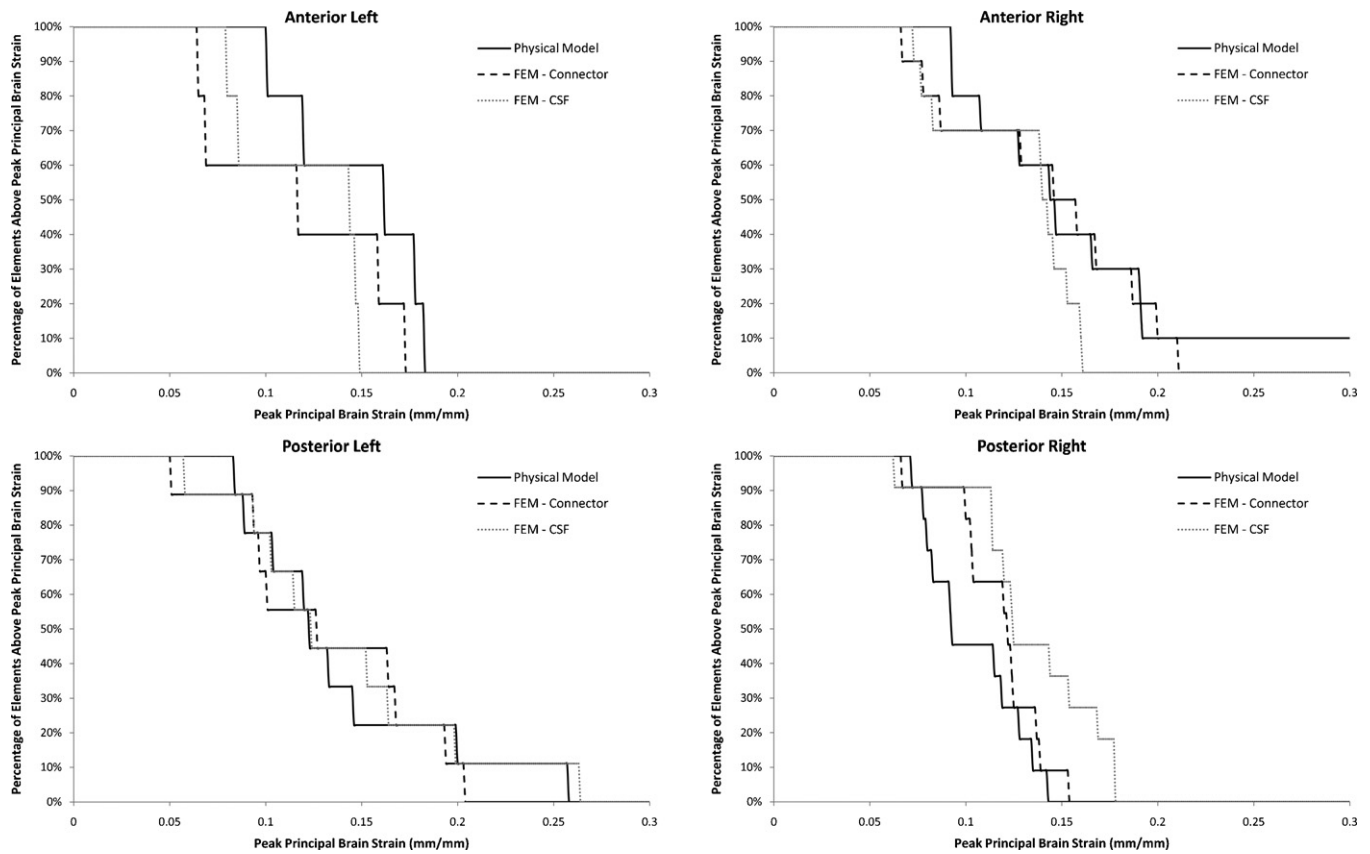 Anterior Left
Percentage of Elements Above Peak Principal Brain Strain
100%
90%
80%
70%
60%
50%
40%
30%
20%
10%
0%
Physical Model
FEM - Connector
FEM - CSF
0 0.05 0.1 0.15 0.2 0.25 0.3
Peak Principal Brain Strain (mm/mm)
Anterior Right
Percentage of Elements Above Peak Principal Brain Strain
100%
90%
80%
70%
60%
50%
40%
30%
20%
10%
0%
Physical Model
FEM - Connector
FEM - CSF
0 0.05 0.1 0.15 0.2 0.25 0.3
Peak Principal Brain Strain (mm/mm)
Posterior Left
Percentage of Elements Above Peak Principal Brain Strain
100%
90%
80%
70%
60%
50%
40%
30%
20%
10%
0%
Physical Model
FEM - Connector
FEM - CSF
0 0.05 0.1 0.15 0.2 0.25 0.3
Peak Principal Brain Strain (mm/mm)
Posterior Right
Percentage of Elements Above Peak Principal Brain Strain
100%
90%
80%
70%
60%
50%
40%
30%
20%
10%
0%
Physical Model
FEM - Connector
FEM - CSF
0 0.05 0.1 0.15 0.2 0.25 0.3
Peak Principal Brain Strain (mm/mm)